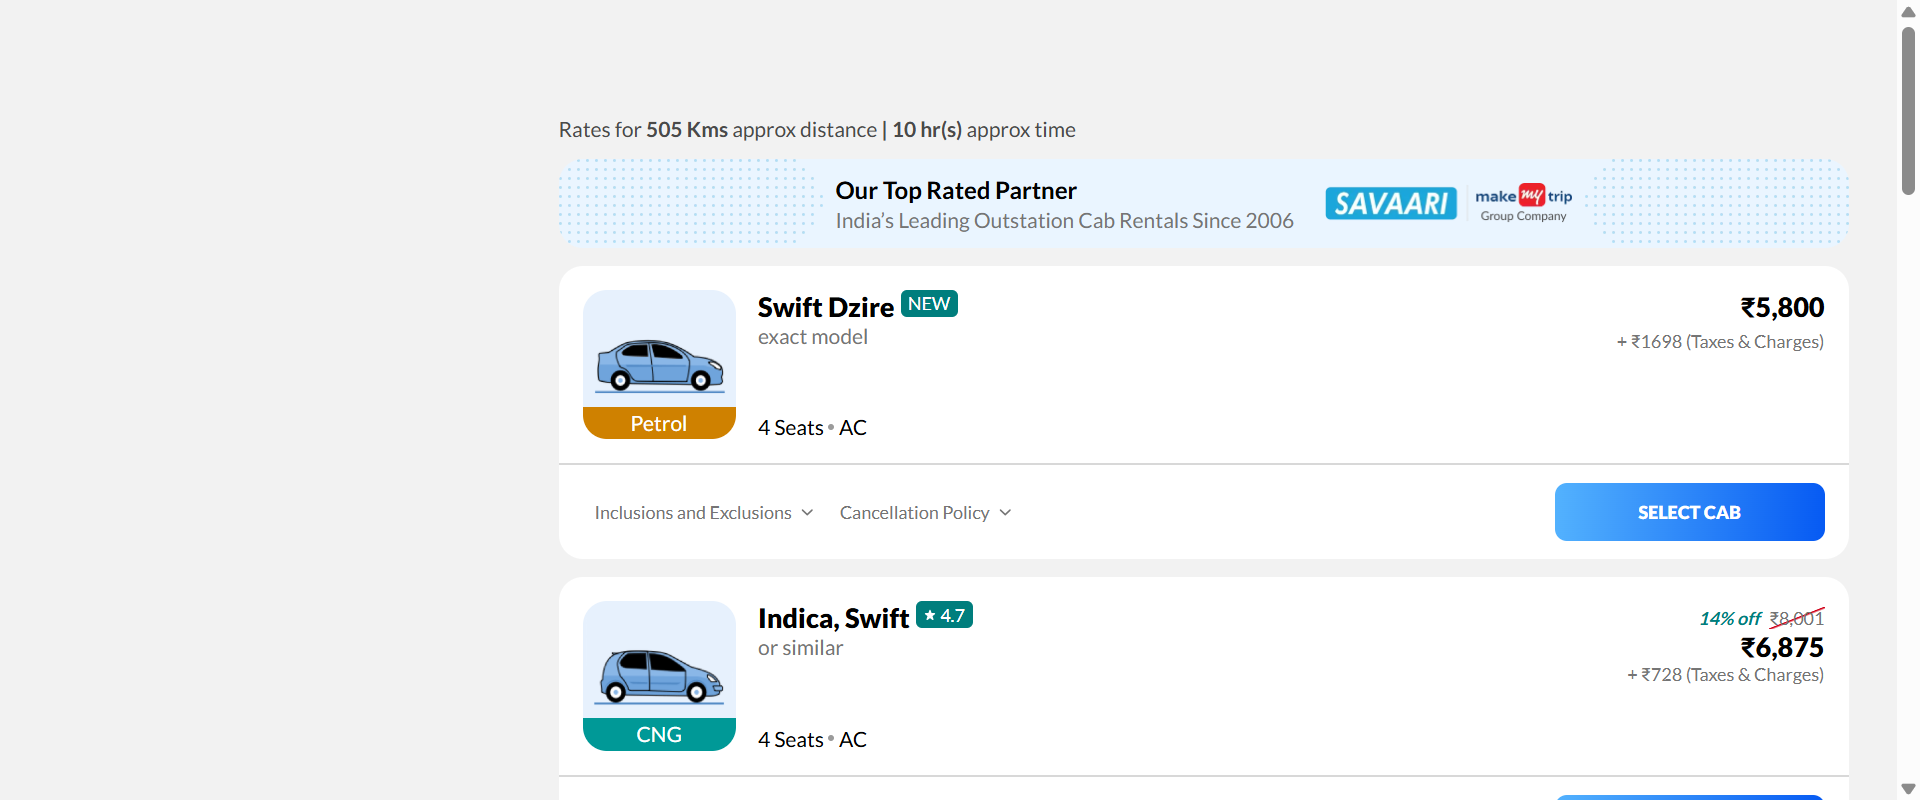 Rates for 505 Kms approx distance | 10 hr(s) approx time
Our Top Rated Partner
India's Leading Outstation Cab Rentals Since 2006
SAVAARI
make my trip
Group Company
Swift Dzire NEW
exact model
₹5,800
+ ₹1698 (Taxes & Charges)
Petrol
4 Seats • AC
Inclusions and Exclusions
Cancellation Policy
SELECT CAB
Indica, Swift ★ 4.7
or similar
14% off ₹8,001
₹6,875
+ ₹728 (Taxes & Charges)
CNG
4 Seats • AC